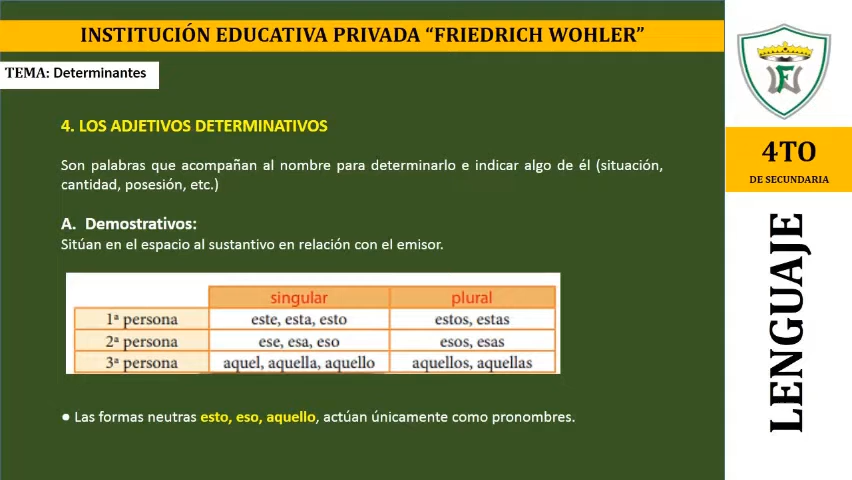 INSTITUCIÓN EDUCATIVA PRIVADA “FRIEDRICH WOHLER”
TEMA: Determinantes
4. LOS ADJETIVOS DETERMINATIVOS
Son palabras que acompañan al nombre para determinarlo e indicar algo de él (situación,
cantidad, posesión, etc.)
A. Demostrativos:
Sitúan en el espacio al sustantivo en relación con el emisor.
singular plural
1ª persona este, esta, esto estos, estas
2ª persona ese, esa, eso esos, esas
3ª persona aquel, aquella, aquello aquellos, aquellas
● Las formas neutras esto, eso, aquello, actúan únicamente como pronombres.
4TO
DE SECUNDARIA
LENGUAJE